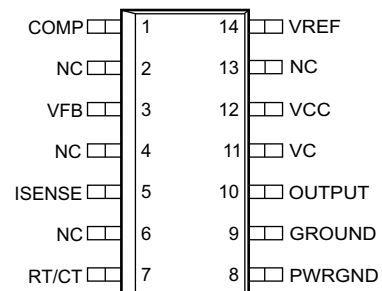 COMP 1 14 VREF
NC 2 13 NC
VFB 3 12 VCC
NC 4 11 VC
ISENSE 5 10 OUTPUT
NC 6 9 GROUND
RT/CT 7 8 PWRGND